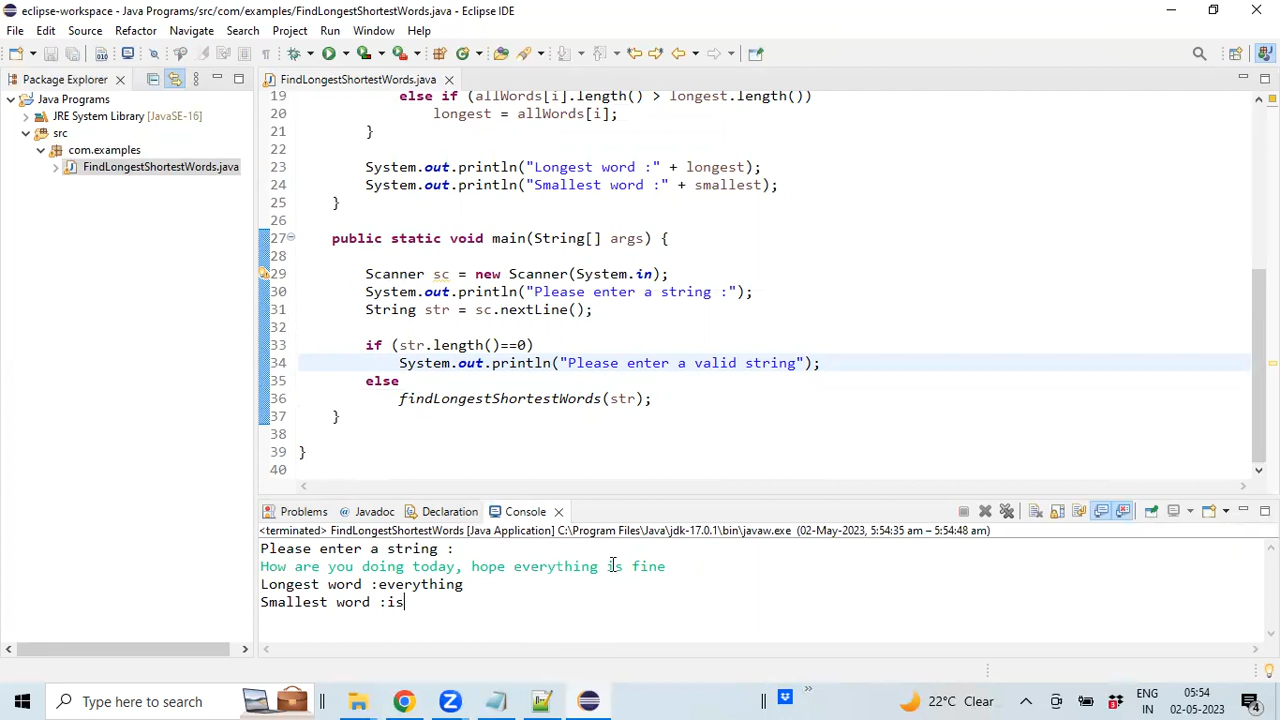 eclipse-workspace - Java Programs/src/com/examples/FindLongestShortestWords.java - Eclipse IDE
File Edit Source Refactor Navigate Search Project Run Window Help
Package Explorer
FindLongestShortestWords.java
Java Programs
JRE System Library [JavaSE-16]
src
com.examples
FindLongestShortestWords.java
19 else if (allWords[i].length() > longest.length())
20 longest = allWords[i];
21 }
22
23 System.out.println("Longest word :" + longest);
24 System.out.println("Smallest word :" + smallest);
25 }
26
27 public static void main(String[] args) {
28
29 Scanner sc = new Scanner(System.in);
30 System.out.println("Please enter a string :");
31 String str = sc.nextLine();
32
33 if (str.length()==0)
34 System.out.println("Please enter a valid string");
35 else
36 findLongestShortestWords(str);
37 }
38
39 }
40
Problems Javadoc Declaration Console
<terminated> FindLongestShortestWords [Java Application] C:\Program Files\Java\jdk-17.0.1\bin\javaw.exe (02-May-2023, 5:54:35 am – 5:54:48 am)
Please enter a string :
How are you doing today, hope everything is fine
Longest word :everything
Smallest word :is
Type here to search
22°C Clear
ENG
IN
05:54
02-05-2023
4